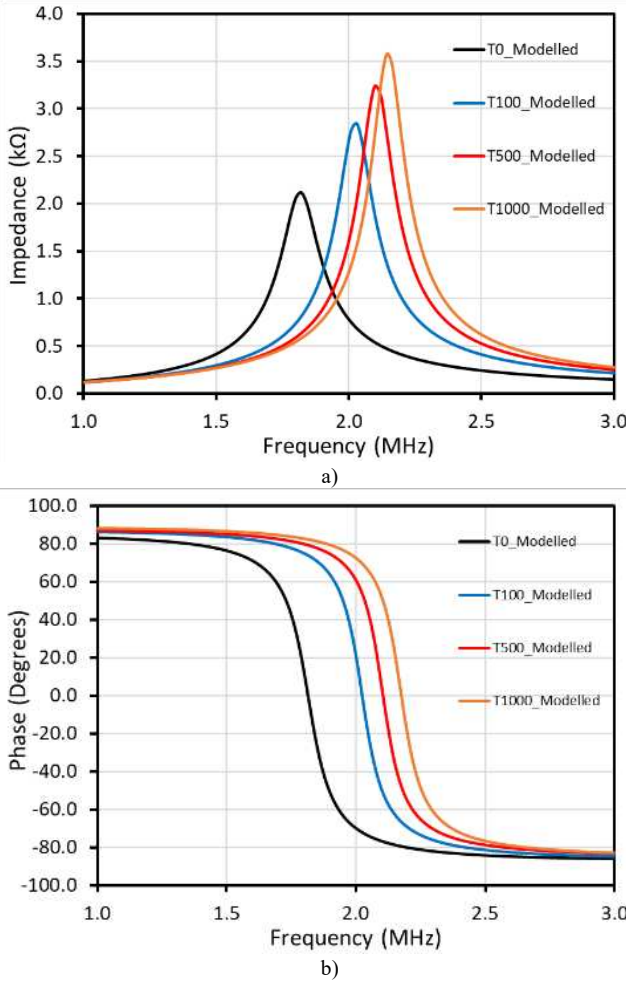 4.0
3.5
3.0
2.5
2.0
1.5
1.0
0.5
0.0
Impedance (kΩ)
T0_Modelled
T100_Modelled
T500_Modelled
T1000_Modelled
1.0 1.5 2.0 2.5 3.0
Frequency (MHz)
a)
100.0
80.0
60.0
40.0
20.0
0.0
-20.0
-40.0
-60.0
-80.0
-100.0
Phase (Degrees)
T0_Modelled
T100_Modelled
T500_Modelled
T1000_Modelled
1.0 1.5 2.0 2.5 3.0
Frequency (MHz)
b)